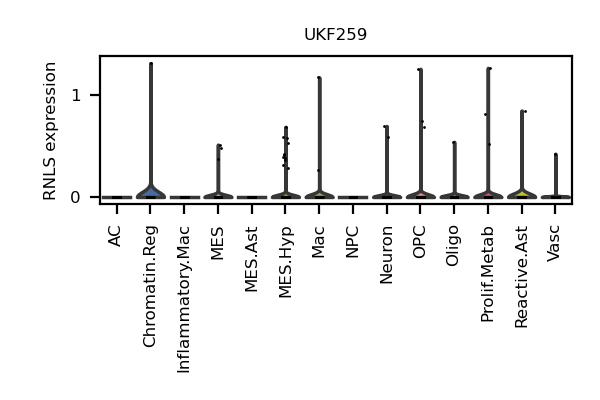 UKF259
RNLS expression
1
0
AC
Chromatin.Reg
Inflammatory.Mac
MES
MES.Ast
MES.Hyp
Mac
NPC
Neuron
OPC
Oligo
Prolif.Metab
Reactive.Ast
Vasc